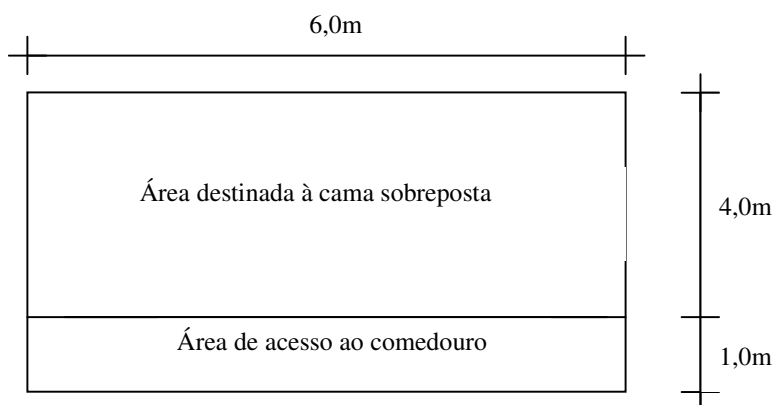 6,0m
Área destinada à cama sobreposta
4,0m
Área de acesso ao comedouro
1,0m